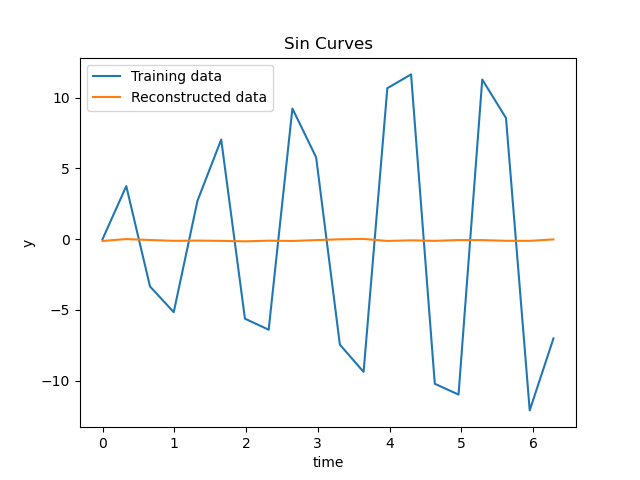 Sin Curves
Training data
Reconstructed data
10
5
0
−5
−10
y
0 1 2 3 4 5 6
time